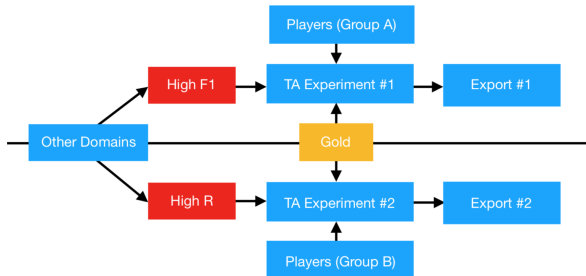 Players (Group A)
High F1
TA Experiment #1
Export #1
Other Domains
Gold
High R
TA Experiment #2
Export #2
Players (Group B)